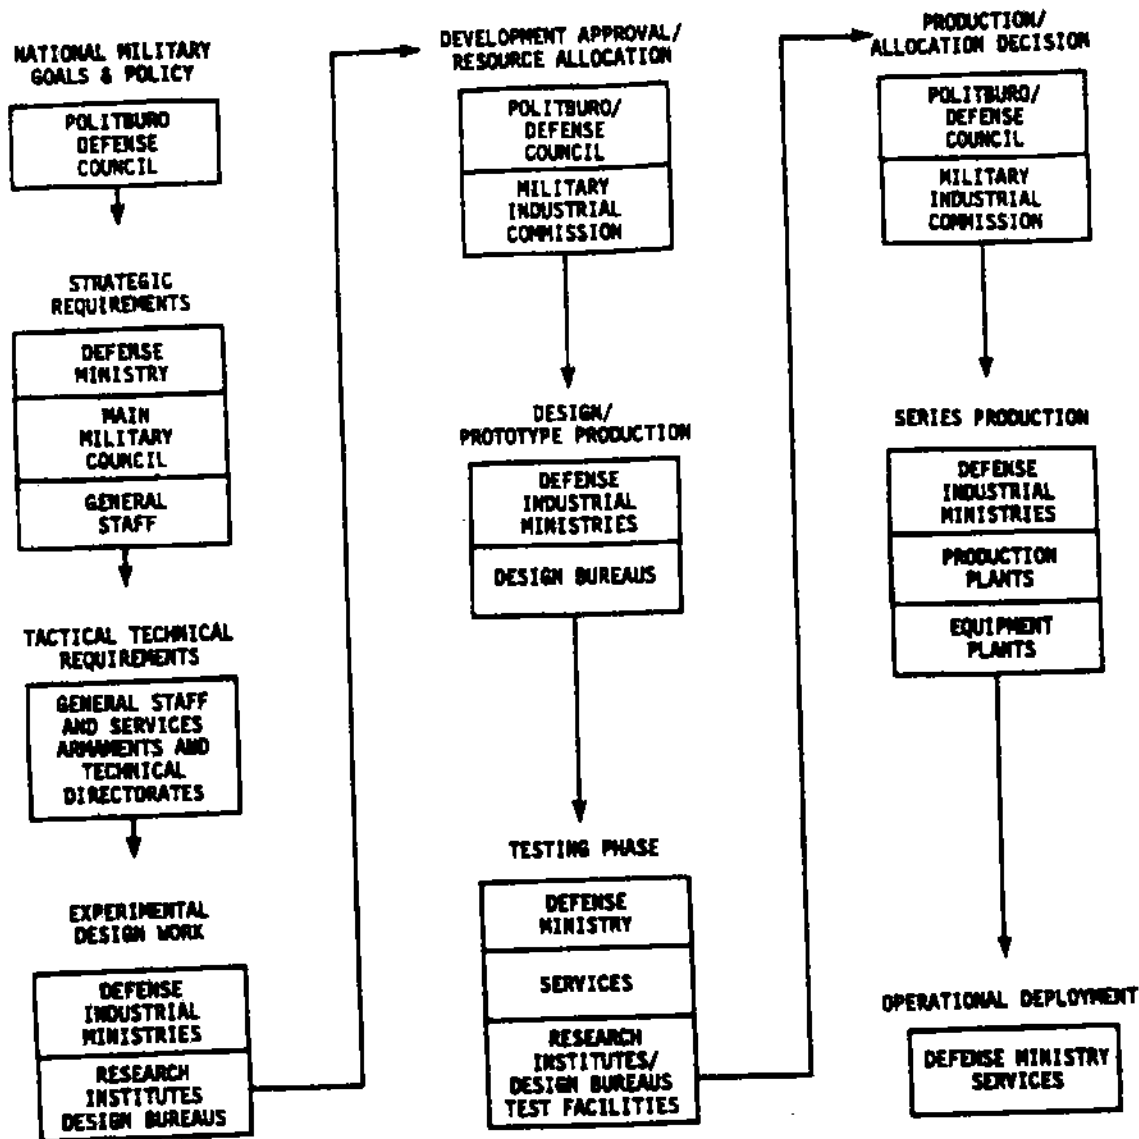 NATIONAL MILITARY
GOALS & POLICY
POLITBURO
DEFENSE
COUNCIL
STRATEGIC
REQUIREMENTS
DEFENSE
MINISTRY
MAIN
MILITARY
COUNCIL
GENERAL
STAFF
TACTICAL TECHNICAL
REQUIREMENTS
GENERAL STAFF
AND SERVICES
ARMAMENTS AND
TECHNICAL
DIRECTORATES
EXPERIMENTAL
DESIGN WORK
DEFENSE
INDUSTRIAL
MINISTRIES
RESEARCH
INSTITUTES
DESIGN BUREAUS
DEVELOPMENT APPROVAL/
RESOURCE ALLOCATION
POLITBURO/
DEFENSE
COUNCIL
MILITARY
INDUSTRIAL
COMMISSION
DESIGN/
PROTOTYPE PRODUCTION
DEFENSE
INDUSTRIAL
MINISTRIES
DESIGN BUREAUS
TESTING PHASE
DEFENSE
MINISTRY
SERVICES
RESEARCH
INSTITUTES/
DESIGN BUREAUS
TEST FACILITIES
PRODUCTION/
ALLOCATION DECISION
POLITBURO/
DEFENSE
COUNCIL
MILITARY
INDUSTRIAL
COMMISSION
SERIES PRODUCTION
DEFENSE
INDUSTRIAL
MINISTRIES
PRODUCTION
PLANTS
EQUIPMENT
PLANTS
OPERATIONAL DEPLOYMENT
DEFENSE MINISTRY
SERVICES